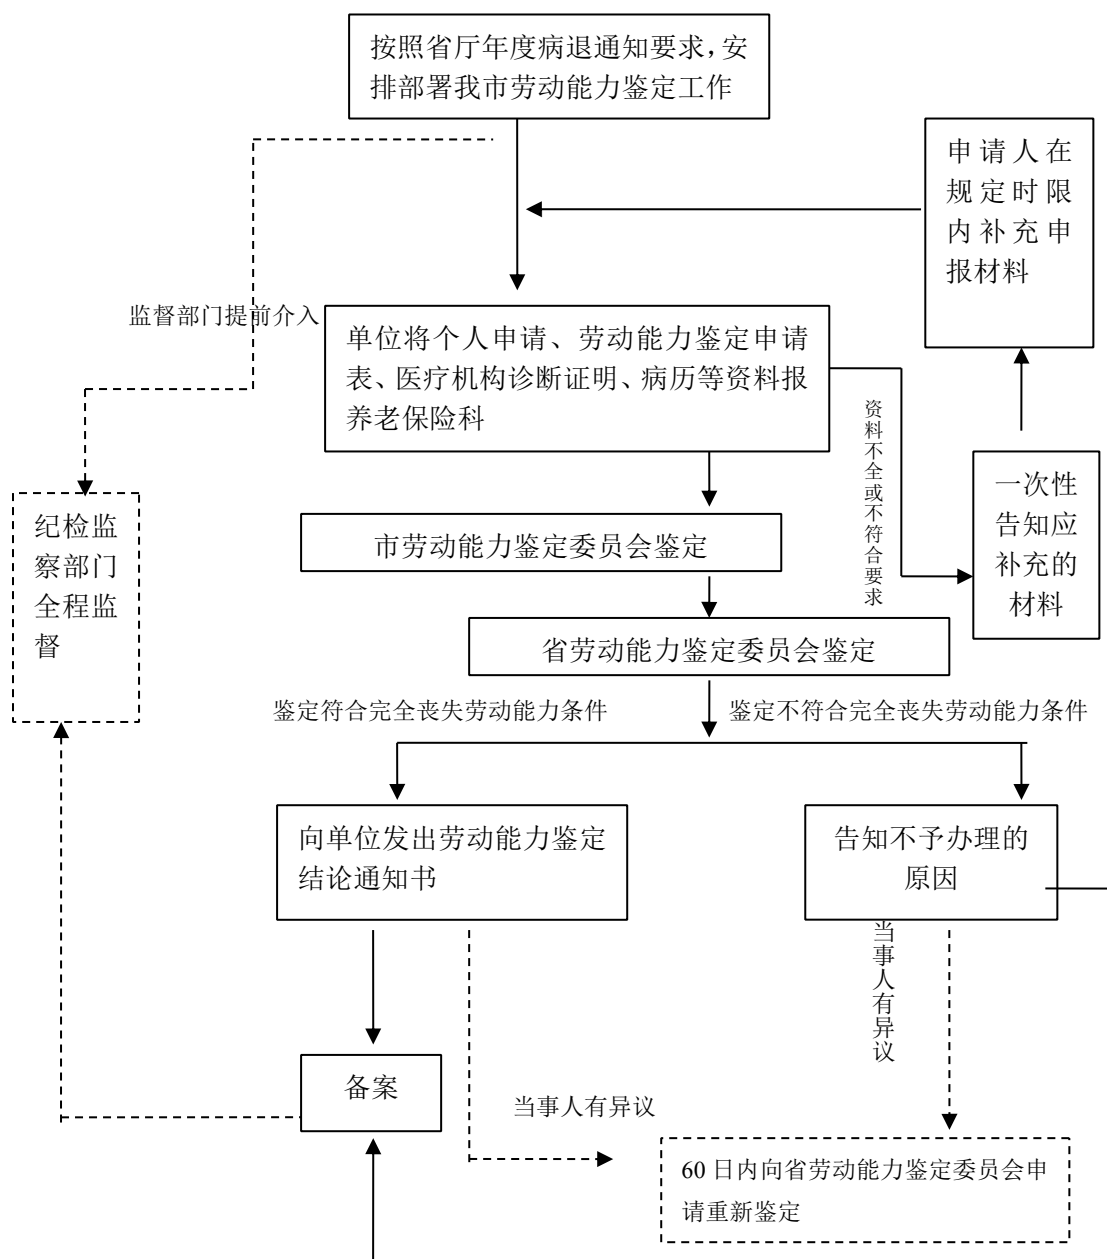 按照省厅年度病退通知要求，安
排部署我市劳动能力鉴定工作
申请人在
规定时限
内补充申
报材料
监督部门提前介入
单位将个人申请、劳动能力鉴定申请
表、医疗机构诊断证明、病历等资料报
养老保险科
资料不全或不符合要求
一次性
告知应
补充的
材料
纪检监
察部门
全程监
督
市劳动能力鉴定委员会鉴定
省劳动能力鉴定委员会鉴定
鉴定符合完全丧失劳动能力条件
鉴定不符合完全丧失劳动能力条件
向单位发出劳动能力鉴定
结论通知书
告知不予办理的
原因
当事人有异议
备案
当事人有异议
60 日内向省劳动能力鉴定委员会申
请重新鉴定